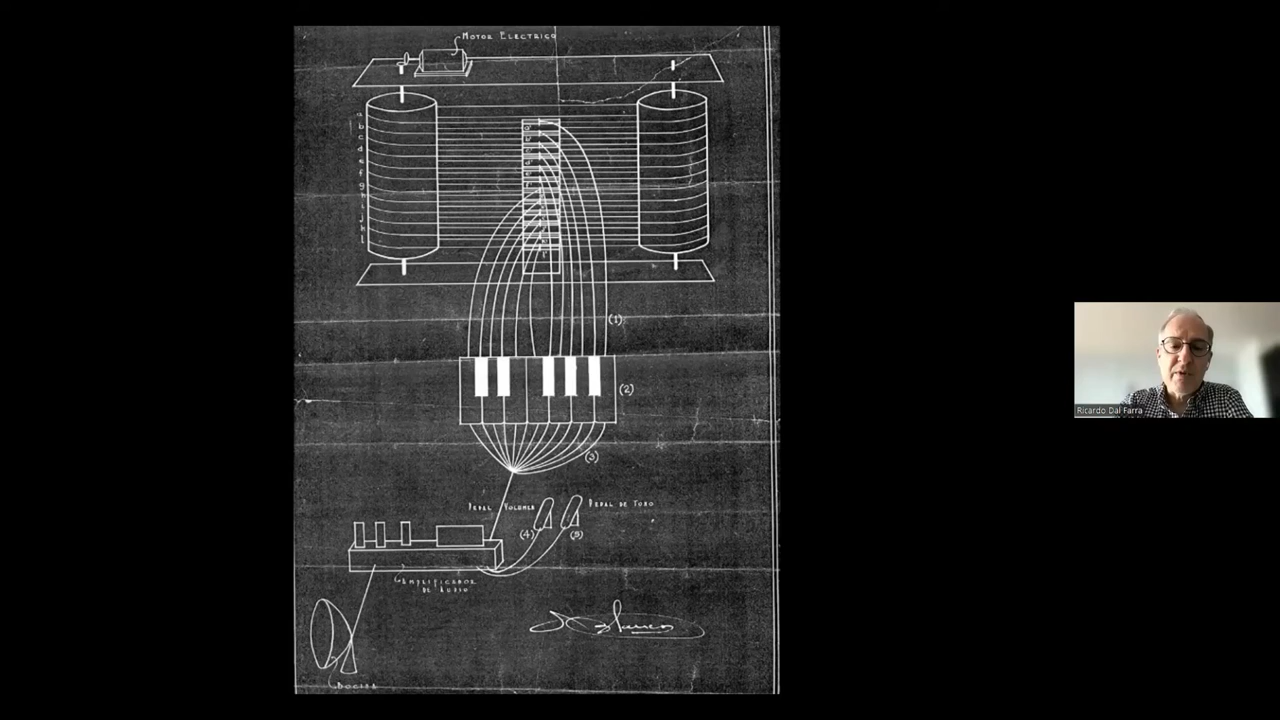 MOTOR ELECTRICO
a
b
c
d
e
f
g
h
i
j
k
l
(1)
(2)
(3)
PEDAL VOLUMEN
PEDAL DE TONO
(4)
(5)
AMPLIFICADOR
DE AUDIO
BOCINA
Ricardo Dal Farra